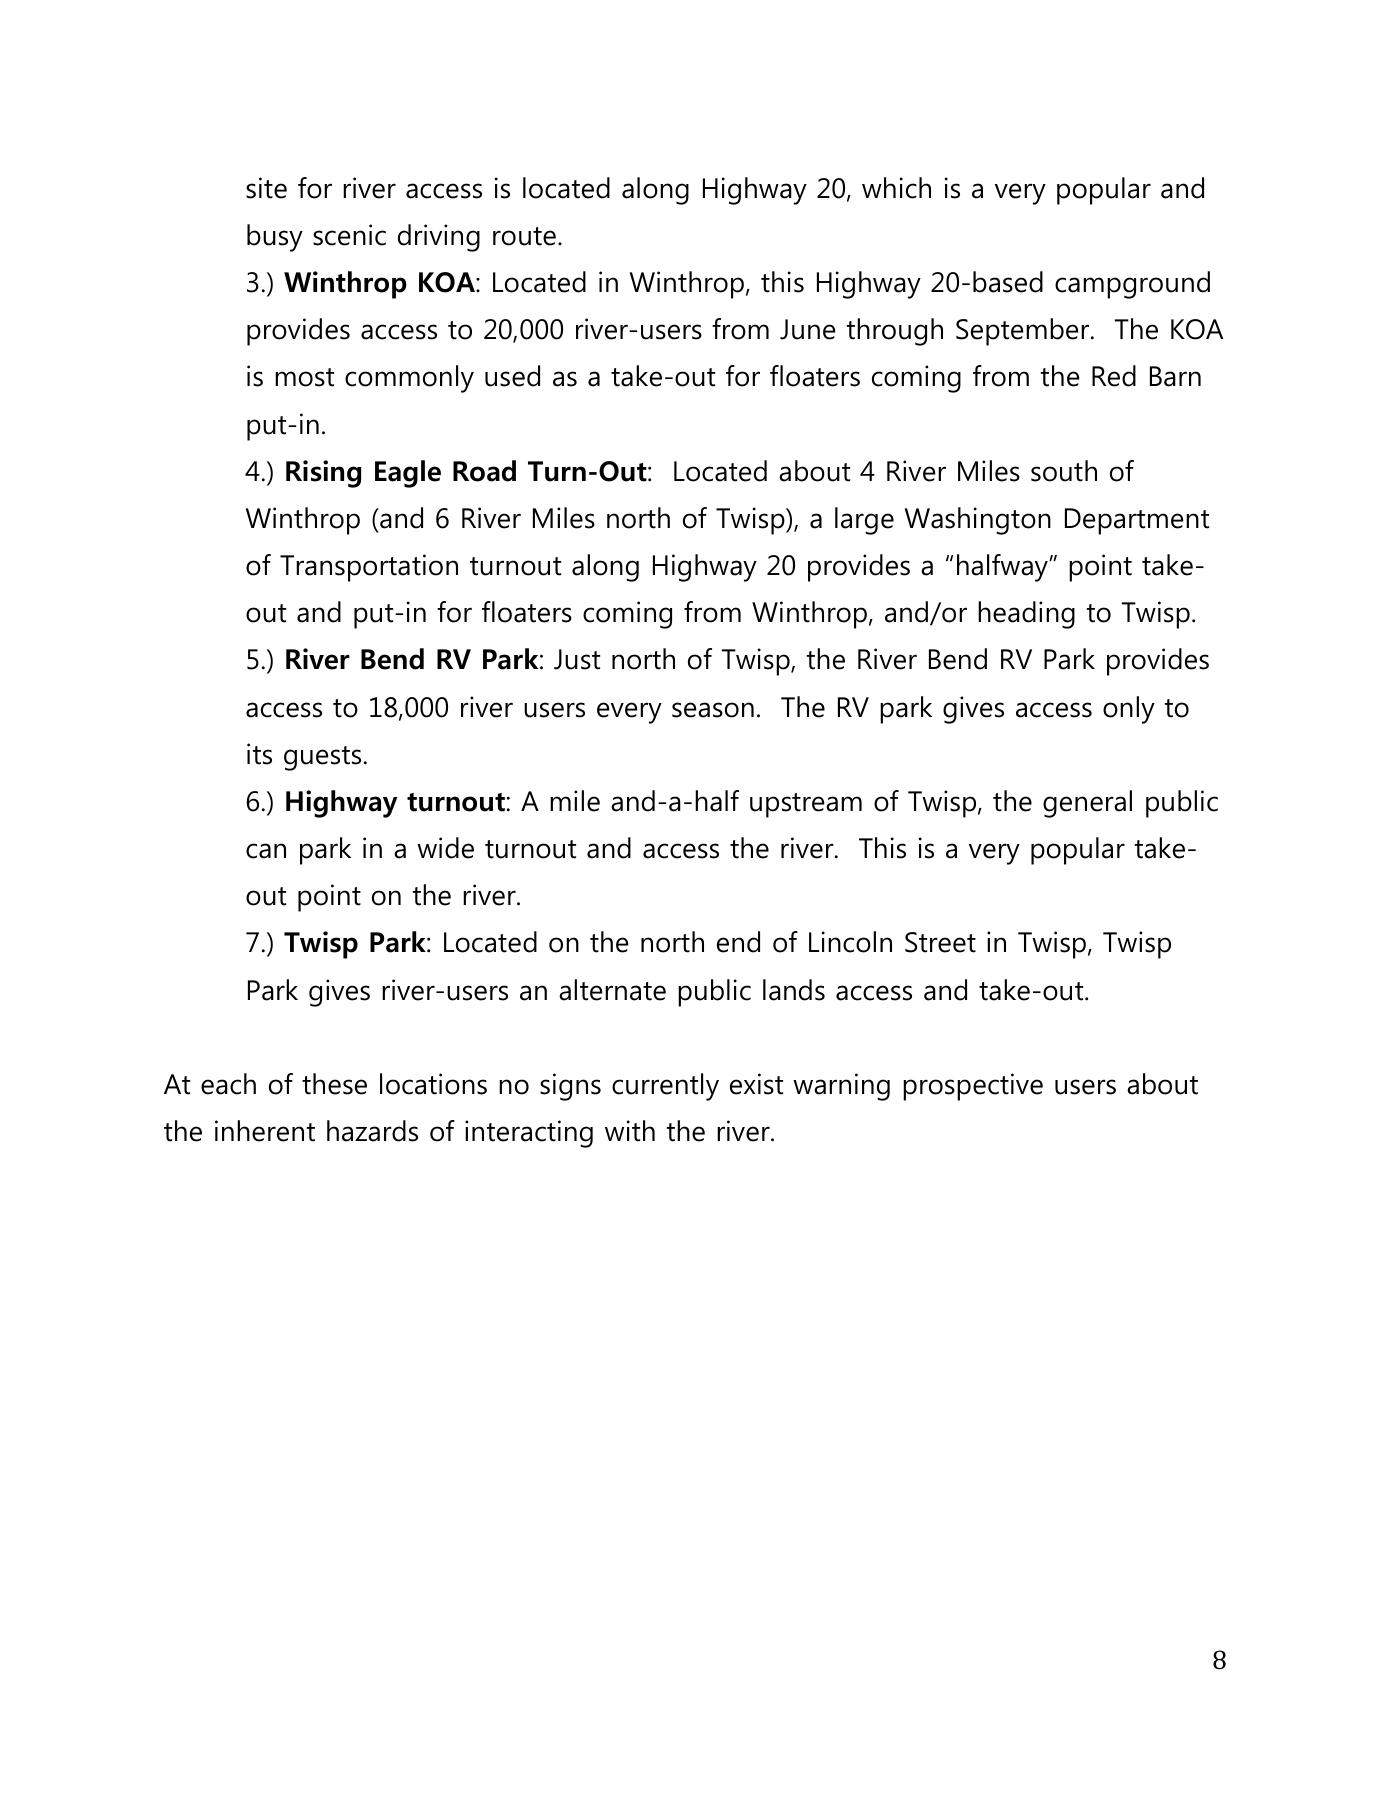 site for river access is located along Highway 20, which is a very popular and
busy scenic driving route.
3.) Winthrop KOA: Located in Winthrop, this Highway 20-based campground
provides access to 20,000 river-users from June through September.  The KOA
is most commonly used as a take-out for floaters coming from the Red Barn
put-in.
4.) Rising Eagle Road Turn-Out:  Located about 4 River Miles south of
Winthrop (and 6 River Miles north of Twisp), a large Washington Department
of Transportation turnout along Highway 20 provides a “halfway” point take-
out and put-in for floaters coming from Winthrop, and/or heading to Twisp.
5.) River Bend RV Park: Just north of Twisp, the River Bend RV Park provides
access to 18,000 river users every season.  The RV park gives access only to
its guests.
6.) Highway turnout: A mile and-a-half upstream of Twisp, the general public
can park in a wide turnout and access the river.  This is a very popular take-
out point on the river.
7.) Twisp Park: Located on the north end of Lincoln Street in Twisp, Twisp
Park gives river-users an alternate public lands access and take-out.
At each of these locations no signs currently exist warning prospective users about
the inherent hazards of interacting with the river.
8